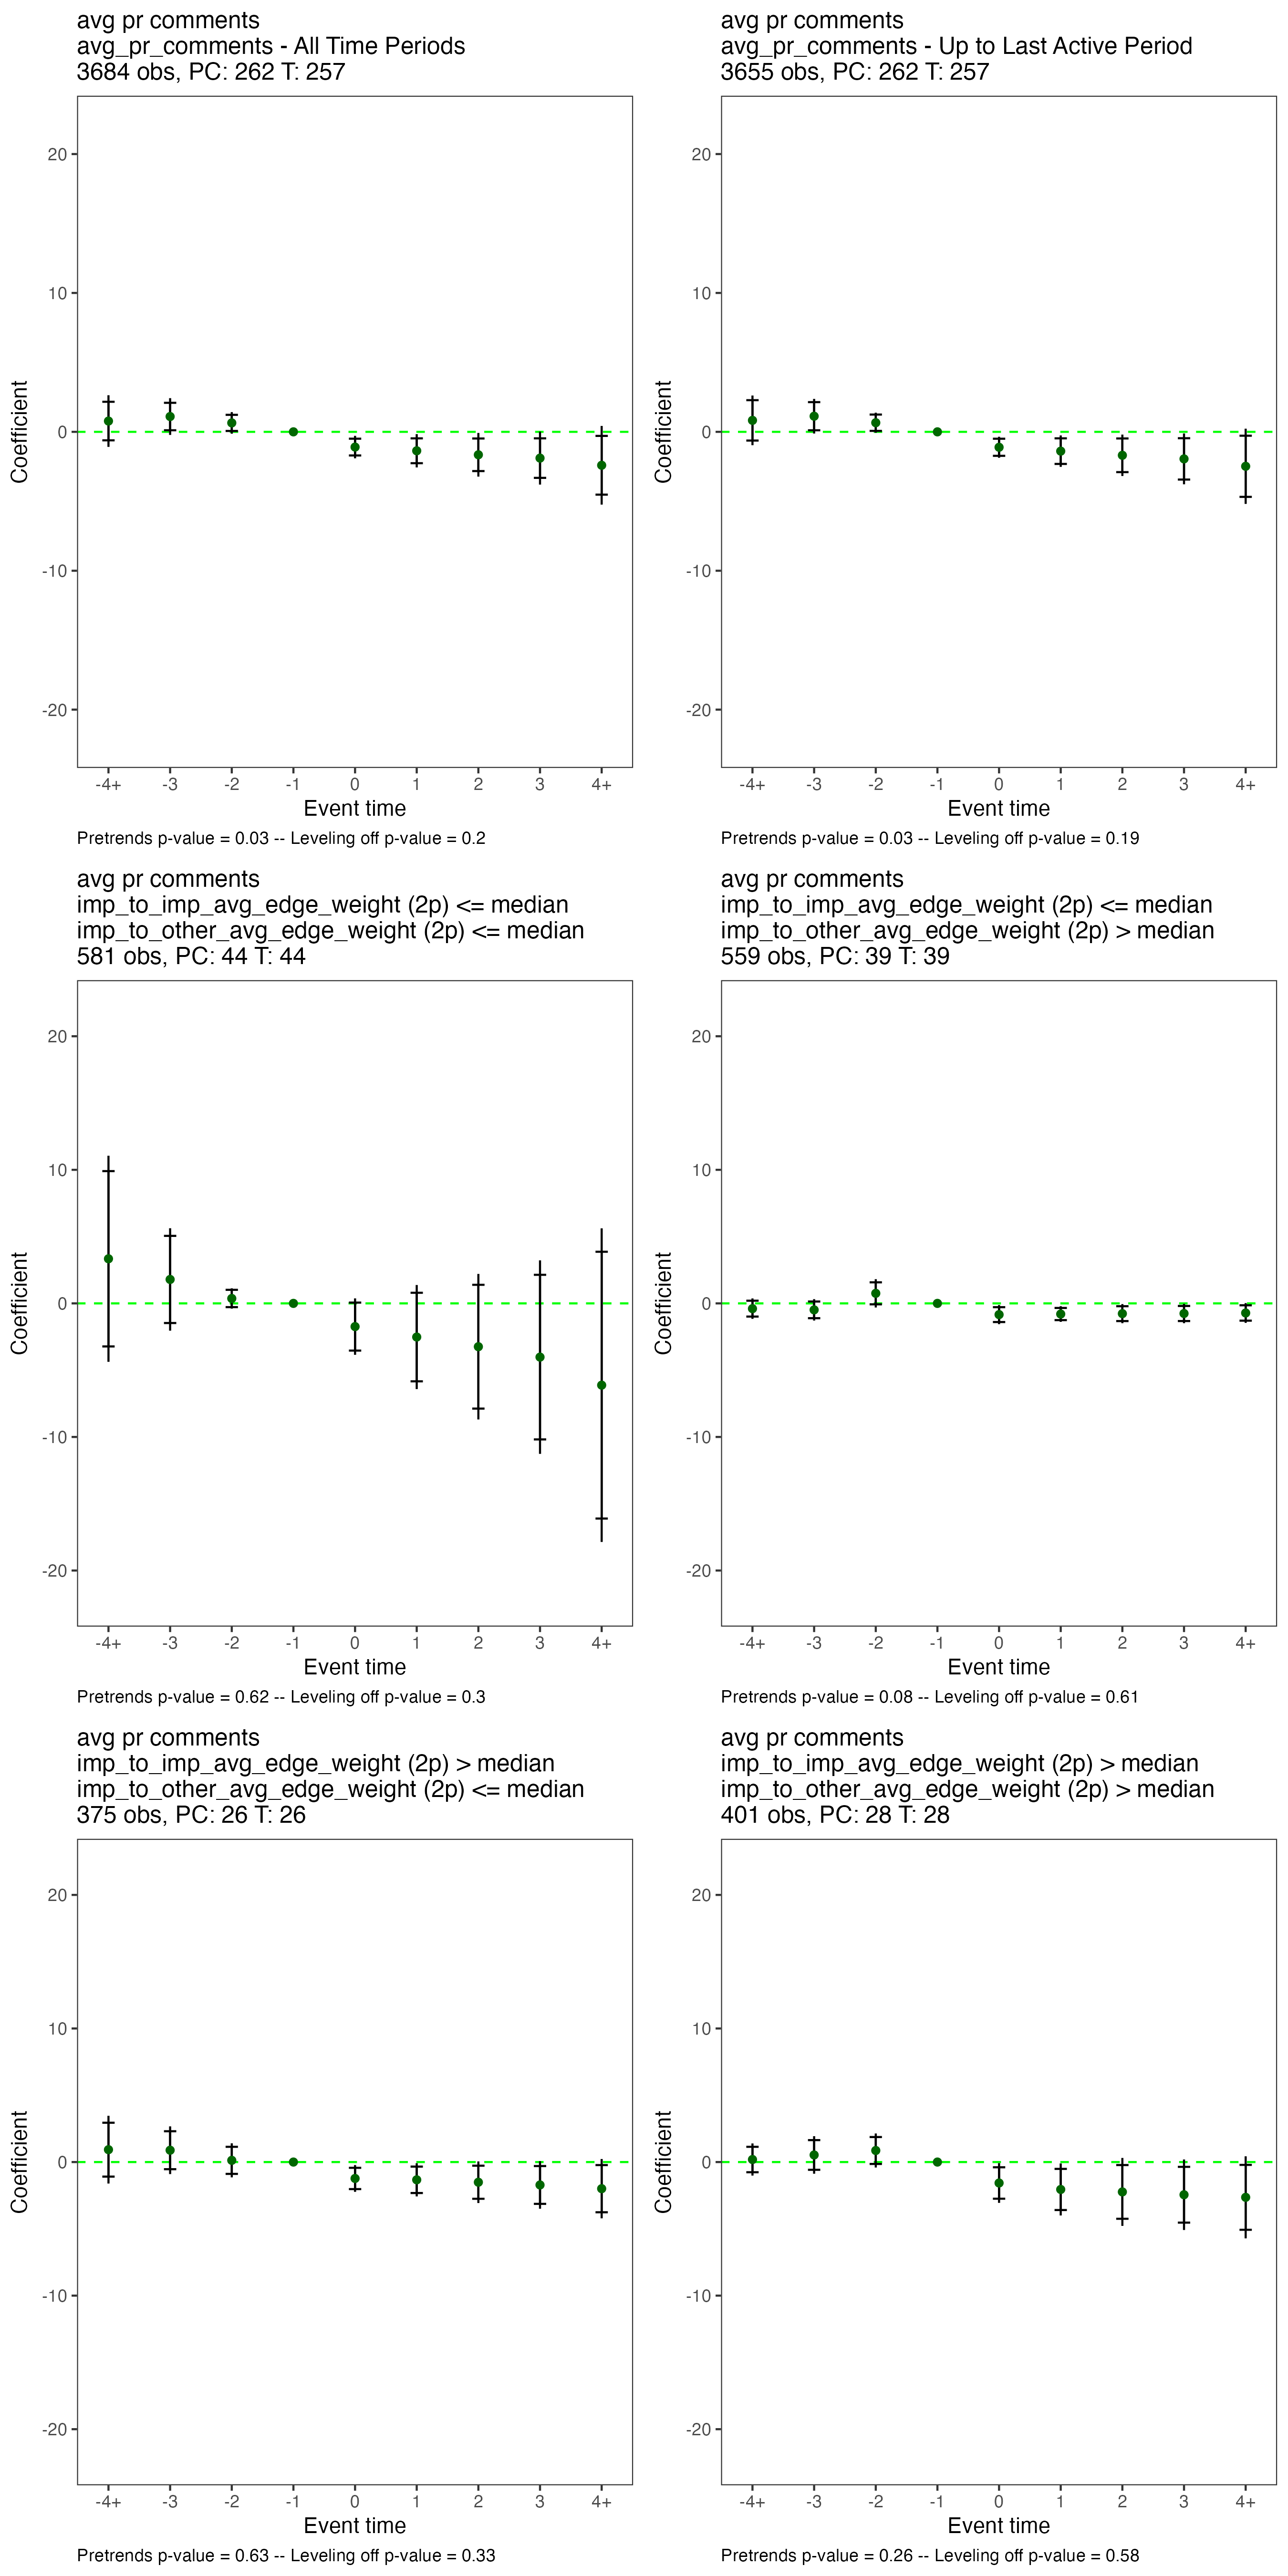 avg pr comments
avg_pr_comments - All Time Periods
3684 obs, PC: 262 T: 257
20
10
0
-10
-20
Coefficient
-4+ -3 -2 -1 0 1 2 3 4+
Event time
Pretrends p-value = 0.03 -- Leveling off p-value = 0.2
avg pr comments
avg_pr_comments - Up to Last Active Period
3655 obs, PC: 262 T: 257
20
10
0
-10
-20
Coefficient
-4+ -3 -2 -1 0 1 2 3 4+
Event time
Pretrends p-value = 0.03 -- Leveling off p-value = 0.19
avg pr comments
imp_to_imp_avg_edge_weight (2p) <= median
imp_to_other_avg_edge_weight (2p) <= median
581 obs, PC: 44 T: 44
20
10
0
-10
-20
Coefficient
-4+ -3 -2 -1 0 1 2 3 4+
Event time
Pretrends p-value = 0.62 -- Leveling off p-value = 0.3
avg pr comments
imp_to_imp_avg_edge_weight (2p) <= median
imp_to_other_avg_edge_weight (2p) > median
559 obs, PC: 39 T: 39
20
10
0
-10
-20
Coefficient
-4+ -3 -2 -1 0 1 2 3 4+
Event time
Pretrends p-value = 0.08 -- Leveling off p-value = 0.61
avg pr comments
imp_to_imp_avg_edge_weight (2p) > median
imp_to_other_avg_edge_weight (2p) <= median
375 obs, PC: 26 T: 26
20
10
0
-10
-20
Coefficient
-4+ -3 -2 -1 0 1 2 3 4+
Event time
Pretrends p-value = 0.63 -- Leveling off p-value = 0.33
avg pr comments
imp_to_imp_avg_edge_weight (2p) > median
imp_to_other_avg_edge_weight (2p) > median
401 obs, PC: 28 T: 28
20
10
0
-10
-20
Coefficient
-4+ -3 -2 -1 0 1 2 3 4+
Event time
Pretrends p-value = 0.26 -- Leveling off p-value = 0.58